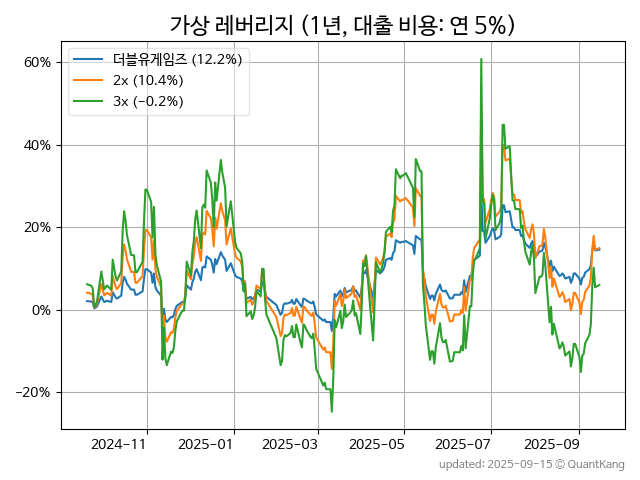 가상 레버리지 (1년, 대출 비용: 연 5%)
더블유게임즈 (12.2%)
2x (10.4%)
3x (−0.2%)
60%
40%
20%
0%
−20%
2024-11
2025-01
2025-03
2025-05
2025-07
2025-09
updated: 2025-09-15 © QuantKang